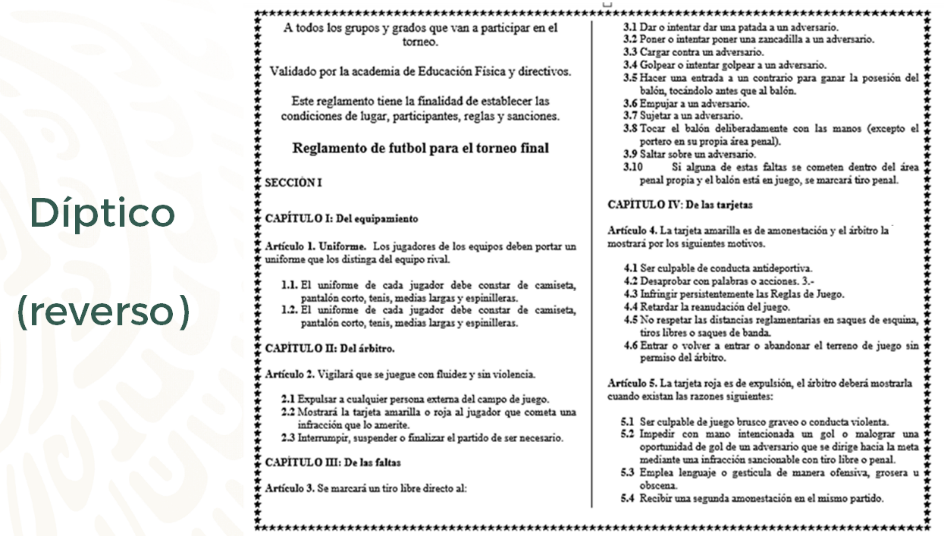 Díptico
(reverso)
A todos los grupos y grados que van a participar en el
torneo.
Validado por la academia de Educación Física y directivos.
Este reglamento tiene la finalidad de establecer las
condiciones de lugar, participantes, reglas y sanciones.
Reglamento de futbol para el torneo final
SECCIÓN I
CAPÍTULO I: Del equipamiento
Artículo 1. Uniforme. Los jugadores de los equipos deben portar un
uniforme que los distinga del equipo rival.
1.1. El uniforme de cada jugador debe constar de camiseta,
pantalón corto, tenis, medias largas y espinilleras.
1.2. El uniforme de cada jugador debe constar de camiseta,
pantalón corto, tenis, medias largas y espinilleras.
CAPÍTULO II: Del árbitro.
Artículo 2. Vigilará que se juegue con fluidez y sin violencia.
2.1 Expulsar a cualquier persona externa del campo de juego.
2.2 Mostrará la tarjeta amarilla o roja al jugador que cometa una
infracción que lo amerite.
2.3 Interrumpir, suspender o finalizar el partido de ser necesario.
CAPÍTULO III: De las faltas
Artículo 3. Se marcará un tiro libre directo al:
3.1 Dar o intentar dar una patada a un adversario.
3.2 Poner o intentar poner una zancadilla a un adversario.
3.3 Cargar contra un adversario.
3.4 Golpear o intentar golpear a un adversario.
3.5 Hacer una entrada a un contrario para ganar la posesión del
balón, tocándolo antes que al balón.
3.6 Empujar a un adversario.
3.7 Sujetar a un adversario.
3.8 Tocar el balón deliberadamente con las manos (excepto el
portero en su propia área penal).
3.9 Saltar sobre un adversario.
3.10 Si alguna de estas faltas se cometen dentro del área
penal propia y el balón está en juego, se marcará tiro penal.
CAPÍTULO IV: De las tarjetas
Artículo 4. La tarjeta amarilla es de amonestación y el árbitro la
mostrará por los siguientes motivos.
4.1 Ser culpable de conducta antideportiva.
4.2 Desaprobar con palabras o acciones. 3.-
4.3 Infringir persistentemente las Reglas de Juego.
4.4 Retardar la reanudación del juego.
4.5 No respetar las distancias reglamentarias en saques de esquina,
tiros libres o saques de banda.
4.6 Entrar o volver a entrar o abandonar el terreno de juego sin
permiso del árbitro.
Artículo 5. La tarjeta roja es de expulsión, el árbitro deberá mostrarla
cuando existan las razones siguientes:
5.1 Ser culpable de juego brusco graveo o conducta violenta.
5.2 Impedir con mano intencionada un gol o malograr una
oportunidad de gol de un adversario que se dirige hacia la meta
mediante una infracción sancionable con tiro libre o penal.
5.3 Emplea lenguaje o gesticula de manera ofensiva, grosera u
obscena.
5.4 Recibir una segunda amonestación en el mismo partido.